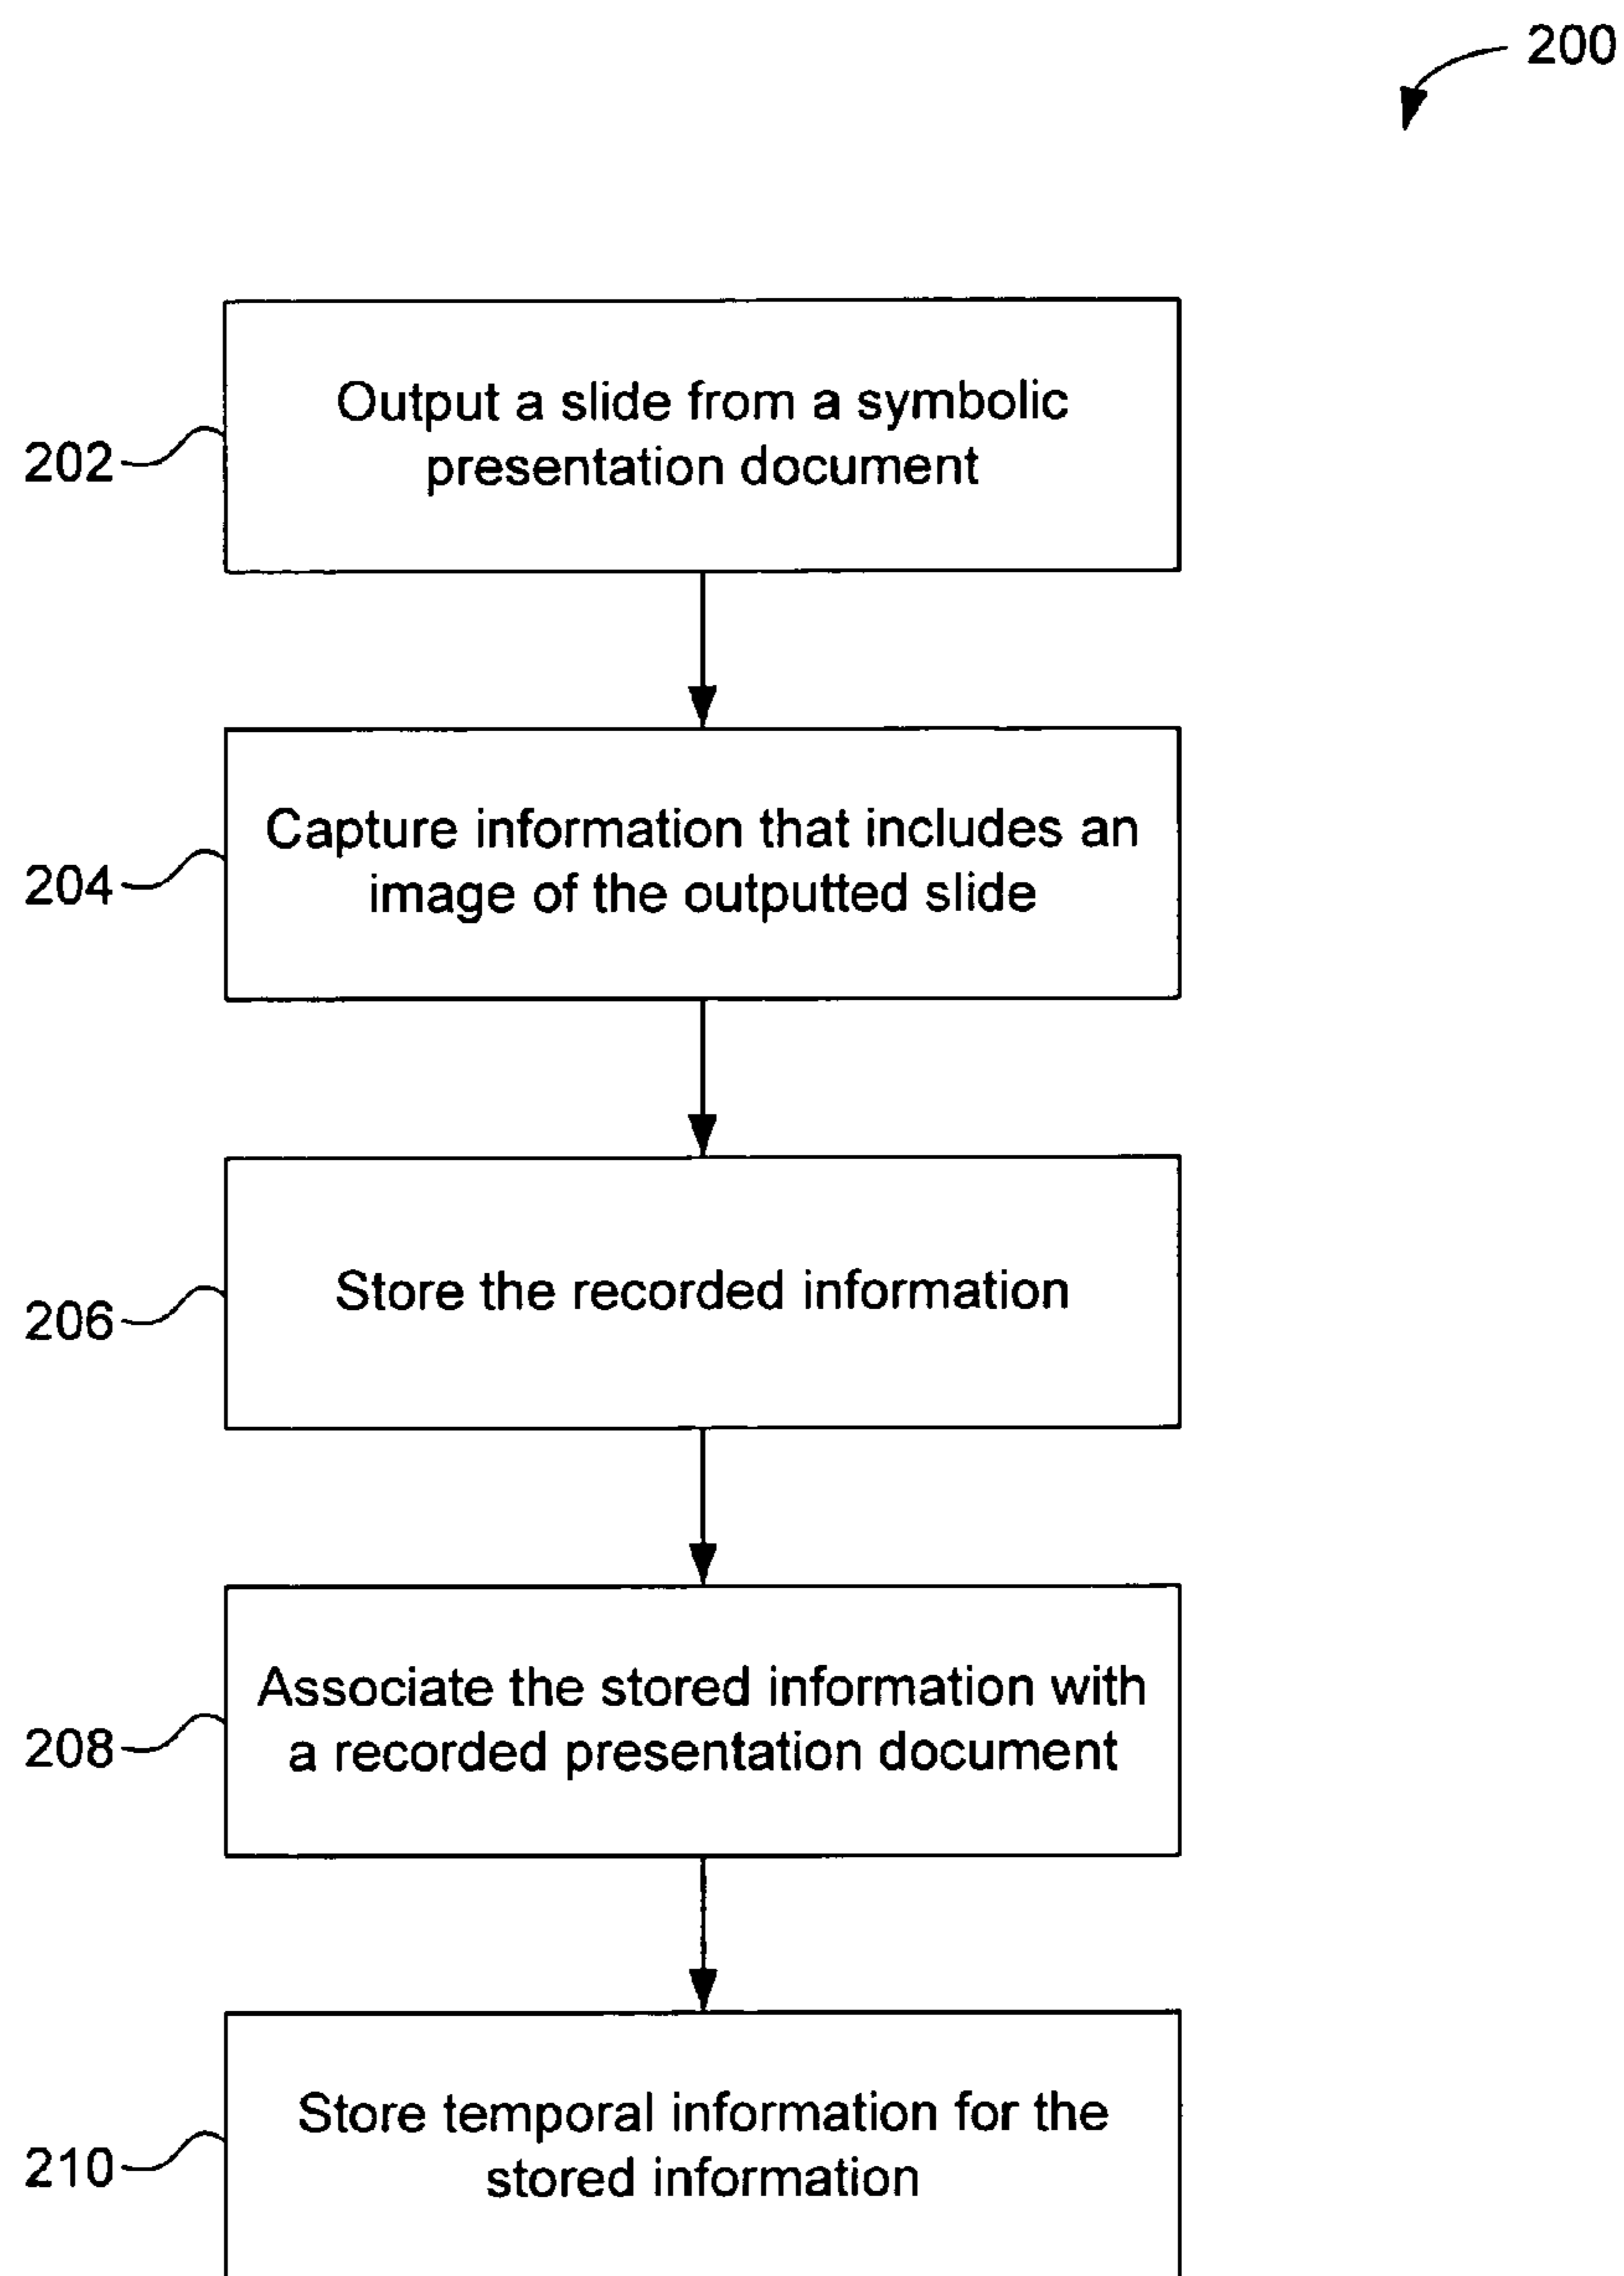 200
202
Output a slide from a symbolic
presentation document
204
Capture information that includes an
image of the outputted slide
206
Store the recorded information
208
Associate the stored information with
a recorded presentation document
210
Store temporal information for the
stored information